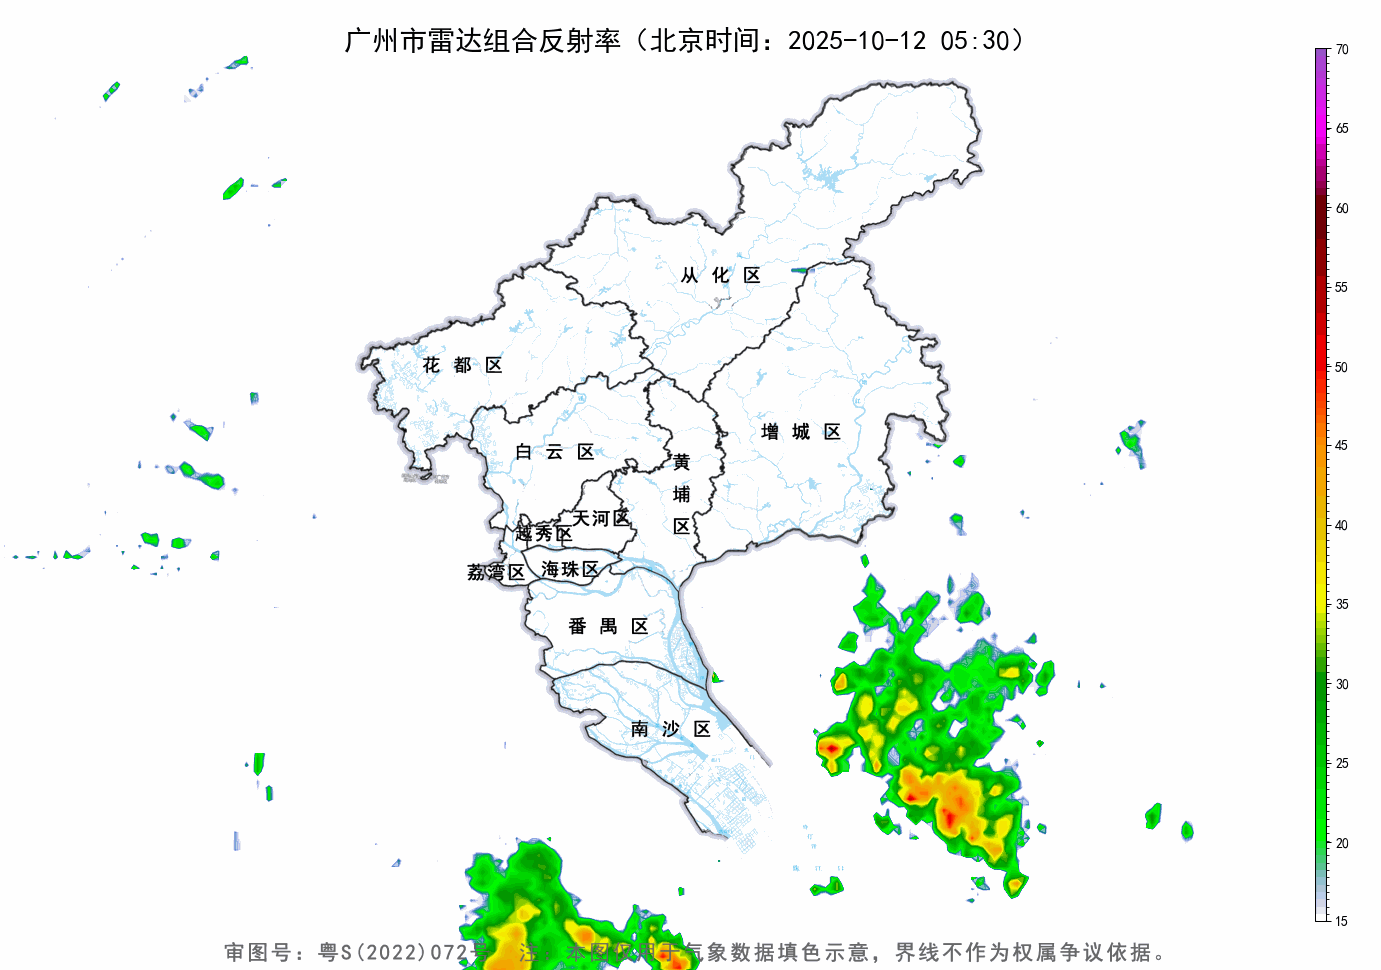 广州市雷达组合反射率（北京时间：2025-10-12 05:30）
70
65
60
55
50
45
40
35
30
25
20
15
从化区
花都区
增城区
白云区
黄埔区
天河区
越秀区
荔湾区
海珠区
番禺区
南沙区
审图号：粤S(2022)072号 注：本图仅用于气象数据填色示意，界线不作为权属争议依据。